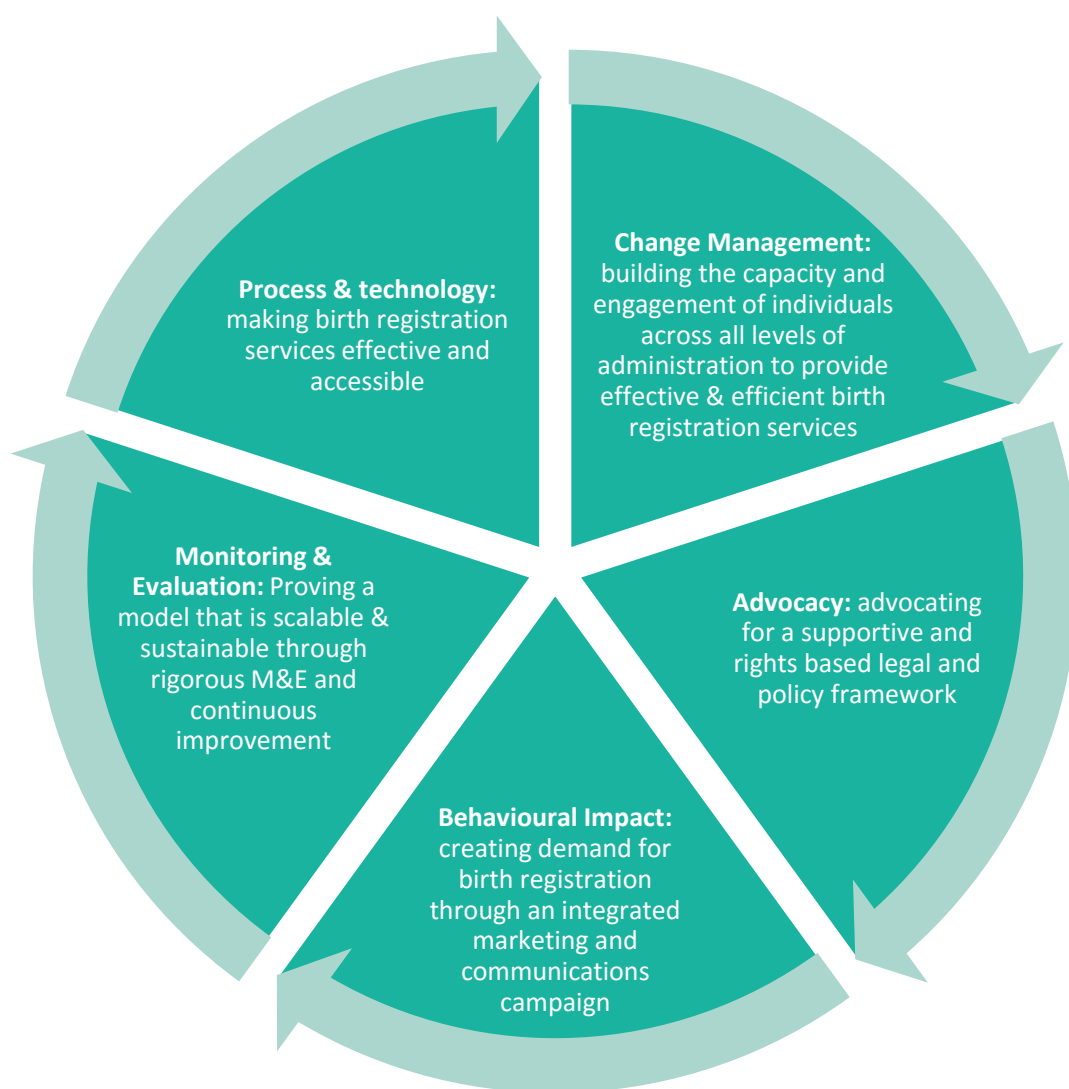 Change Management:
building the capacity and
engagement of individuals
across all levels of
administration to provide
effective & efficient birth
registration services
Advocacy: advocating
for a supportive and
rights based legal and
policy framework
Behavioural Impact:
creating demand for
birth registration
through an integrated
marketing and
communications
campaign
Monitoring &
Evaluation: Proving a
model that is scalable &
sustainable through
rigorous M&E and
continuous
improvement
Process & technology:
making birth registration
services effective and
accessible